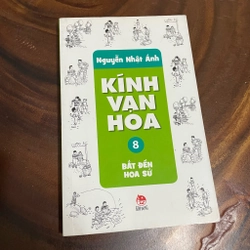 Nguyễn Nhật Ánh
KÍNH
VẠN
HOA
8
BẮT ĐỀN
HOA SỨ